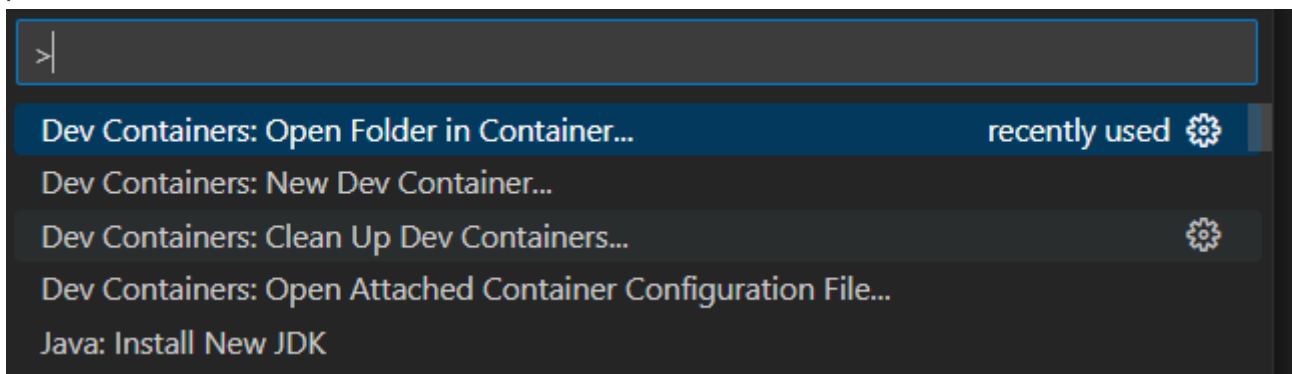 >
Dev Containers: Open Folder in Container... recently used
Dev Containers: New Dev Container...
Dev Containers: Clean Up Dev Containers...
Dev Containers: Open Attached Container Configuration File...
Java: Install New JDK